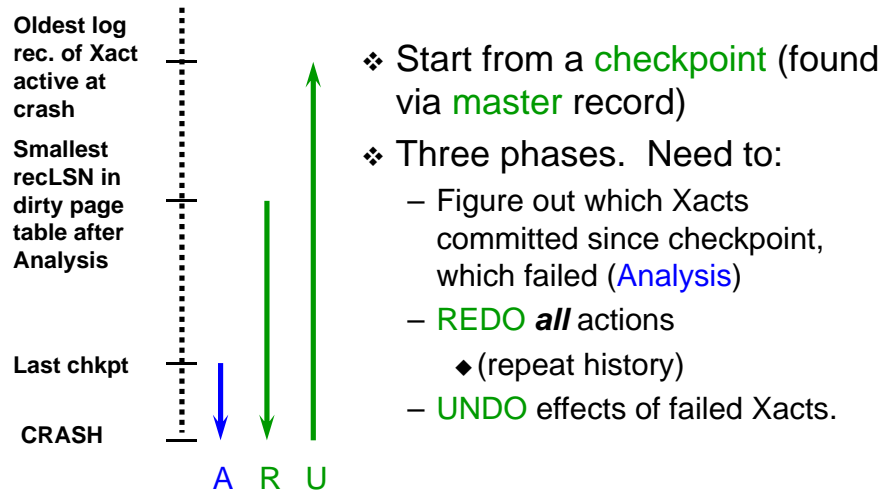 Oldest log
rec. of Xact
active at
crash
Smallest
recLSN in
dirty page
table after
Analysis
Last chkpt
CRASH
A R U
❖ Start from a checkpoint (found
via master record)
❖ Three phases. Need to:
– Figure out which Xacts
committed since checkpoint,
which failed (Analysis)
– REDO all actions
◆ (repeat history)
– UNDO effects of failed Xacts.